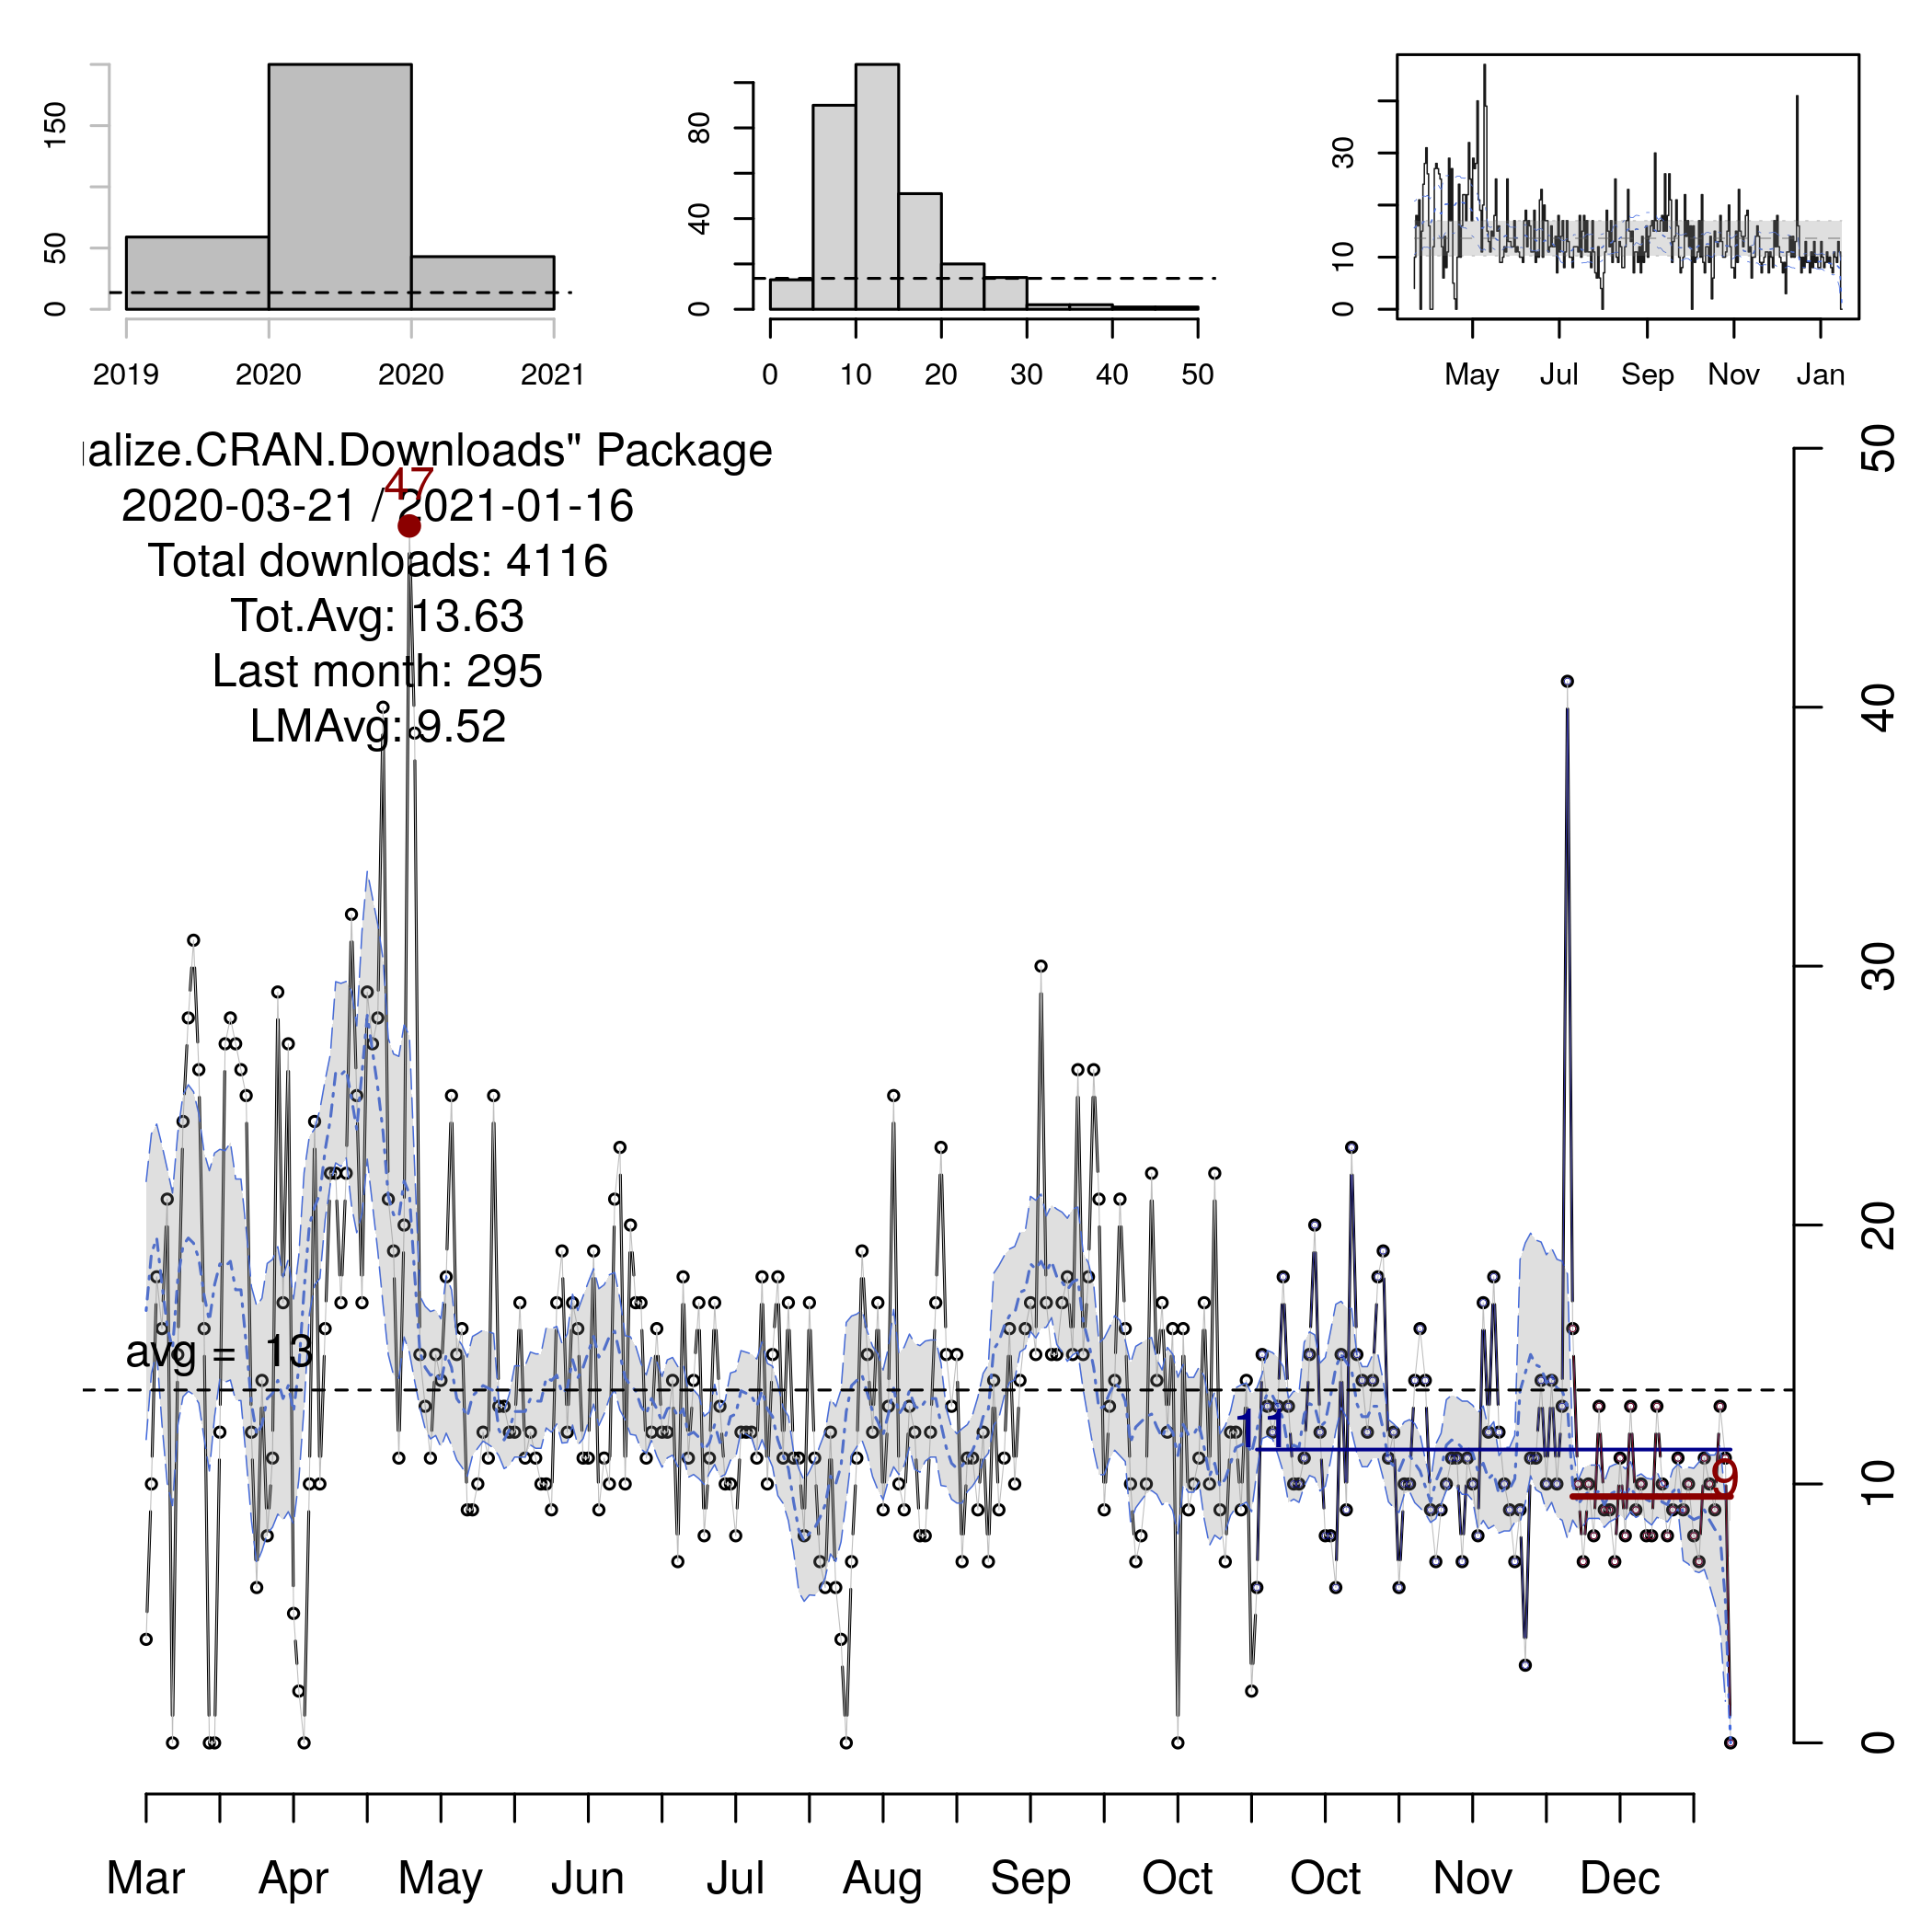 0
50
150
2019
2020
2020
2021
0
40
80
0
10
20
30
40
50
0
10
30
May
Jul
Sep
Nov
Jan
alize.CRAN.Downloads" Package
47
2020-03-21 / 2021-01-16
Total downloads: 4116
Tot.Avg: 13.63
Last month: 295
LMAvg: 9.52
avg = 13
11
9
50
40
30
20
10
0
Mar
Apr
May
Jun
Jul
Aug
Sep
Oct
Oct
Nov
Dec